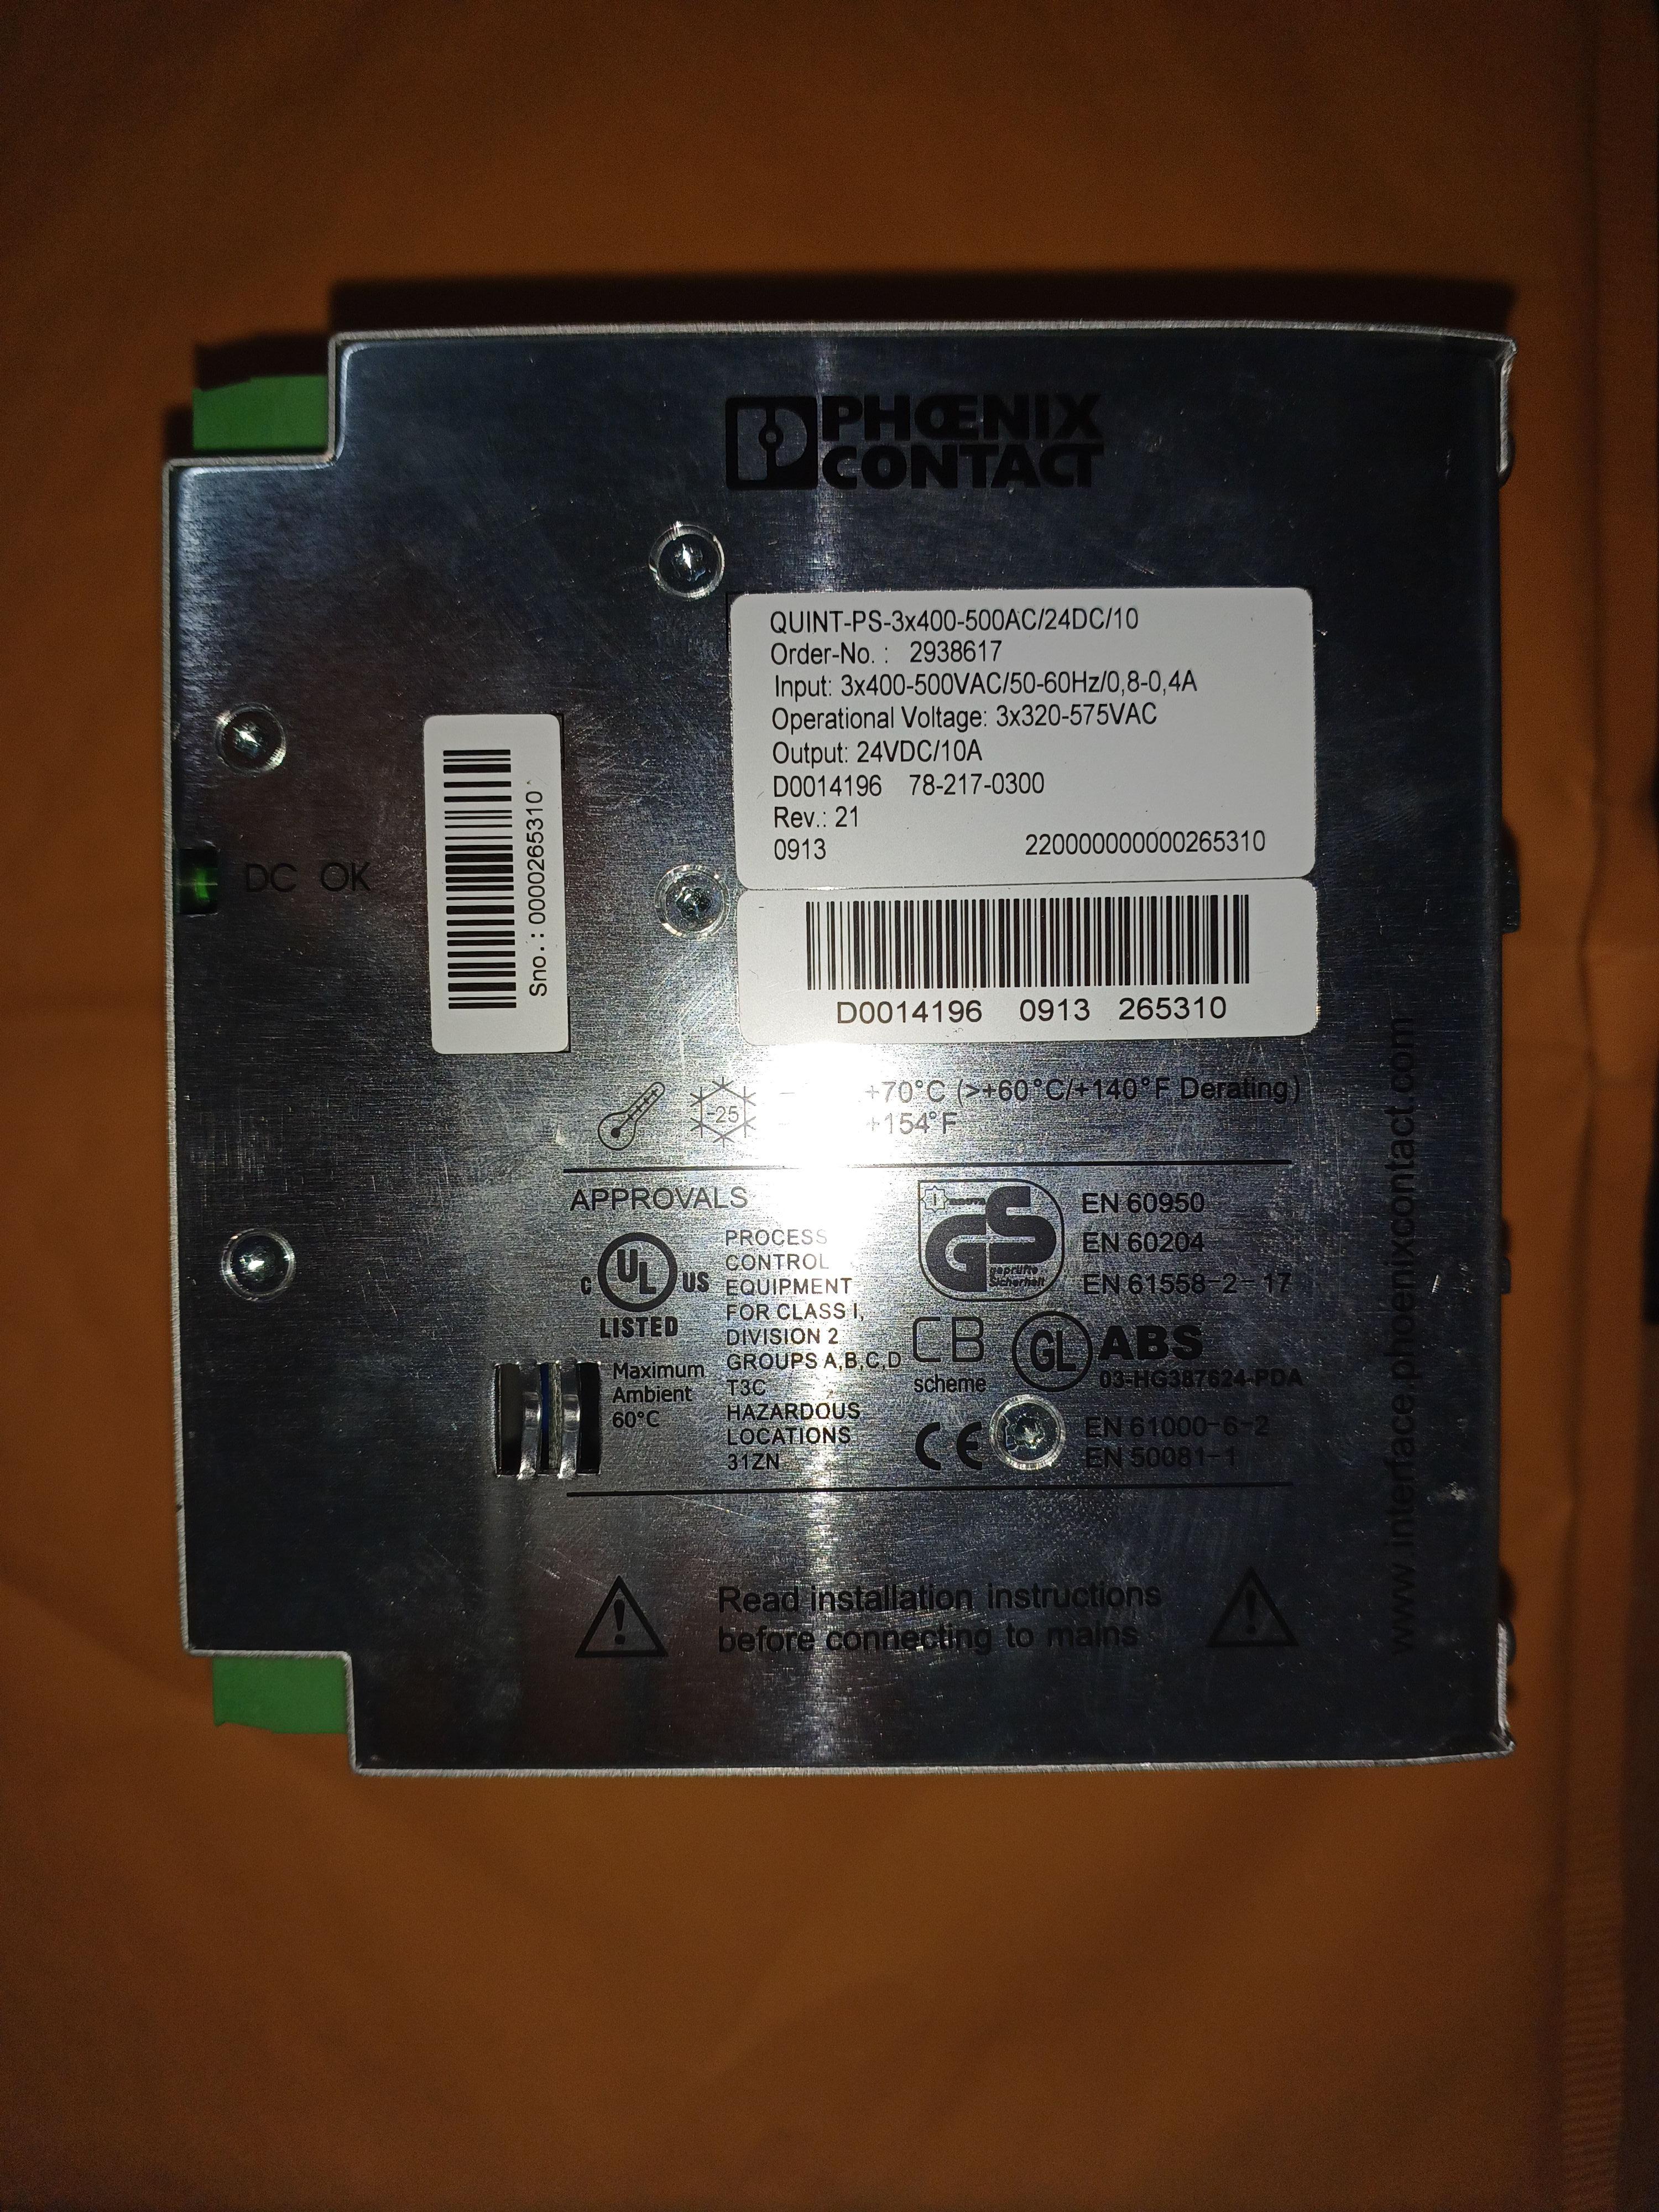 PHŒNIX
CONTACT
QUINT-PS-3x400-500AC/24DC/10
Order-No. : 2938617
Input: 3x400-500VAC/50-60Hz/0,8-0,4A
Operational Voltage: 3x320-575VAC
Output: 24VDC/10A
D0014196 78-217-0300
Rev.: 21
0913 220000000000265310
D0014196 0913 265310
Sno.: 0000265310
DC OK
-25 +70°C (>+60°C/+140°F Derating)
+154°F
APPROVALS
C UL US
LISTED
Maximum
Ambient
60°C
PROCESS
CONTROL
EQUIPMENT
FOR CLASS I,
DIVISION 2
GROUPS A,B,C,D
T3C
HAZARDOUS
LOCATIONS
31ZN
GS
geprüfte
Sicherheit
EN 60950
EN 60204
EN 61558-2-17
CB
scheme
GL
ABS
03-HG387624-PDA
CE
EN 61000-6-2
EN 50081-1
Read installation instructions
before connecting to mains
www.interface.phoenixcontact.com